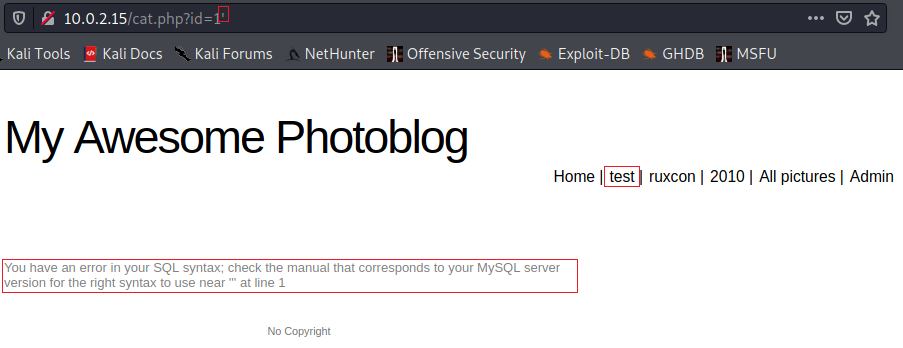 10.0.2.15/cat.php?id=1'
Kali Tools Kali Docs Kali Forums NetHunter Offensive Security Exploit-DB GHDB MSFU
My Awesome Photoblog
Home | test | ruxcon | 2010 | All pictures | Admin
You have an error in your SQL syntax; check the manual that corresponds to your MySQL server
version for the right syntax to use near ''' at line 1
No Copyright